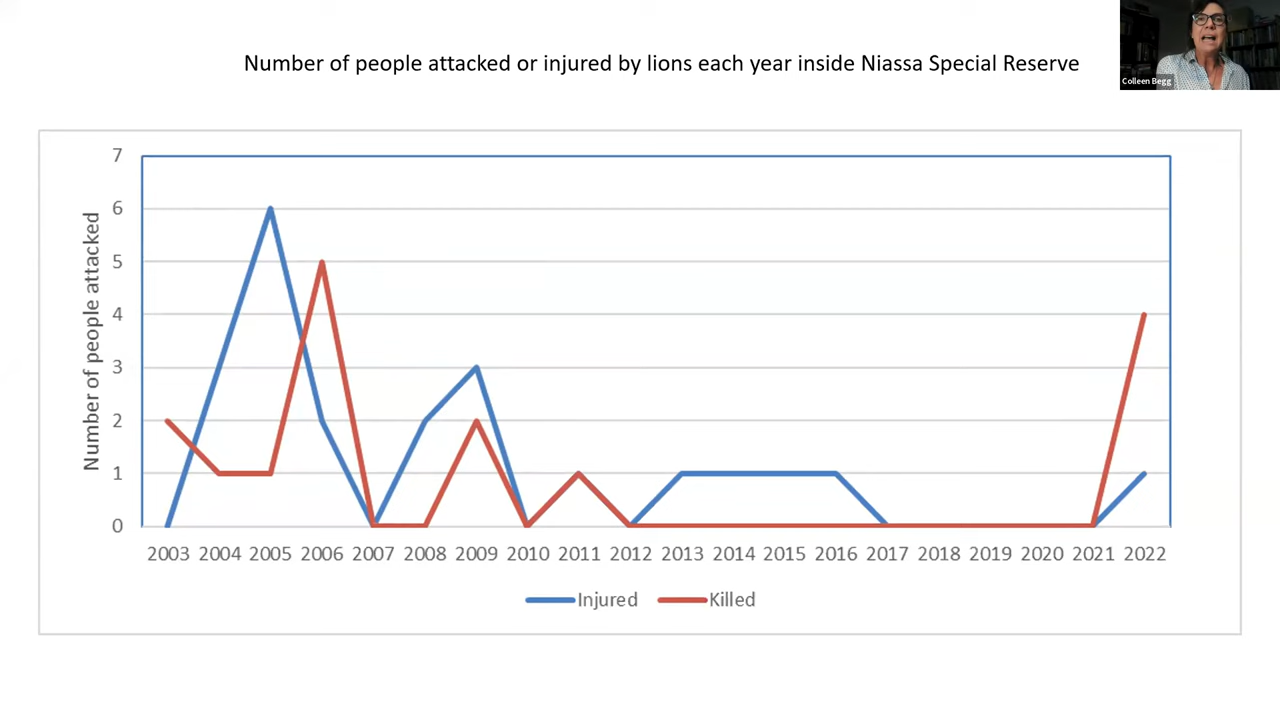 Number of people attacked or injured by lions each year inside Niassa Special Reserve
Colleen Begg
Number of people attacked
7
6
5
4
3
2
1
0
2003 2004 2005 2006 2007 2008 2009 2010 2011 2012 2013 2014 2015 2016 2017 2018 2019 2020 2021 2022
Injured Killed